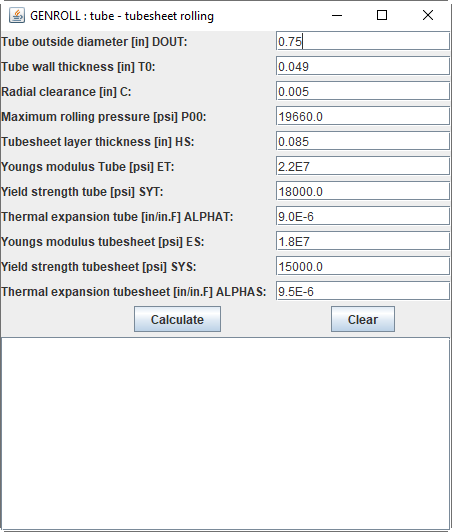 GENROLL : tube - tubesheet rolling
Tube outside diameter [in] DOUT: 0.75
Tube wall thickness [in] T0: 0.049
Radial clearance [in] C: 0.005
Maximum rolling pressure [psi] P00: 19660.0
Tubesheet layer thickness [in] HS: 0.085
Youngs modulus Tube [psi] ET: 2.2E7
Yield strength tube [psi] SYT: 18000.0
Thermal expansion tube [in/in.F] ALPHAT: 9.0E-6
Youngs modulus tubesheet [psi] ES: 1.8E7
Yield strength tubesheet [psi] SYS: 15000.0
Thermal expansion tubesheet [in/in.F] ALPHAS: 9.5E-6
Calculate Clear